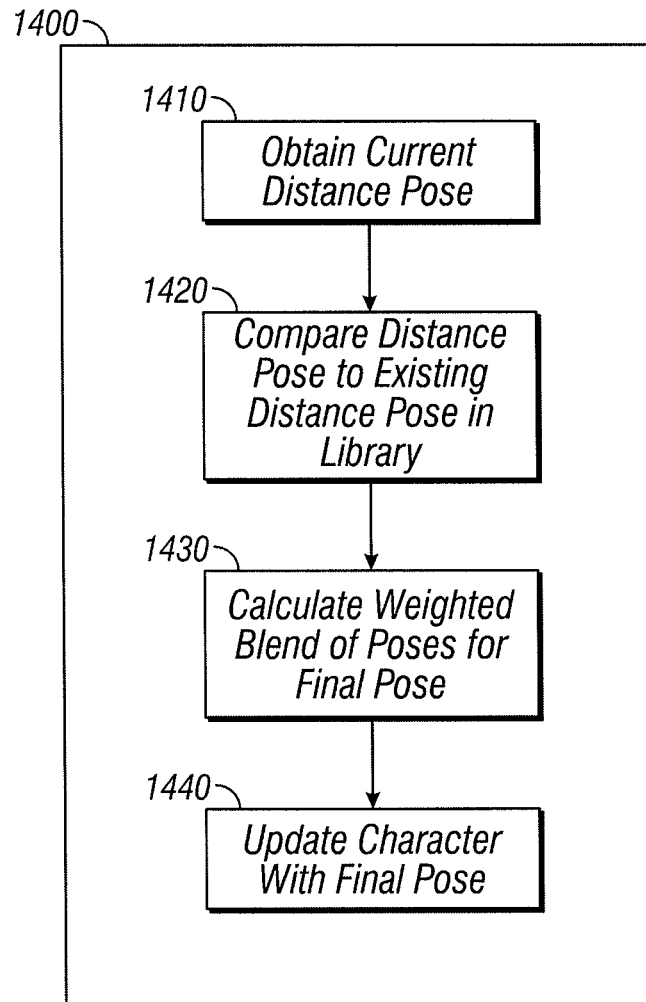 1400
1410
Obtain Current
Distance Pose
1420
Compare Distance
Pose to Existing
Distance Pose in
Library
1430
Calculate Weighted
Blend of Poses for
Final Pose
1440
Update Character
With Final Pose